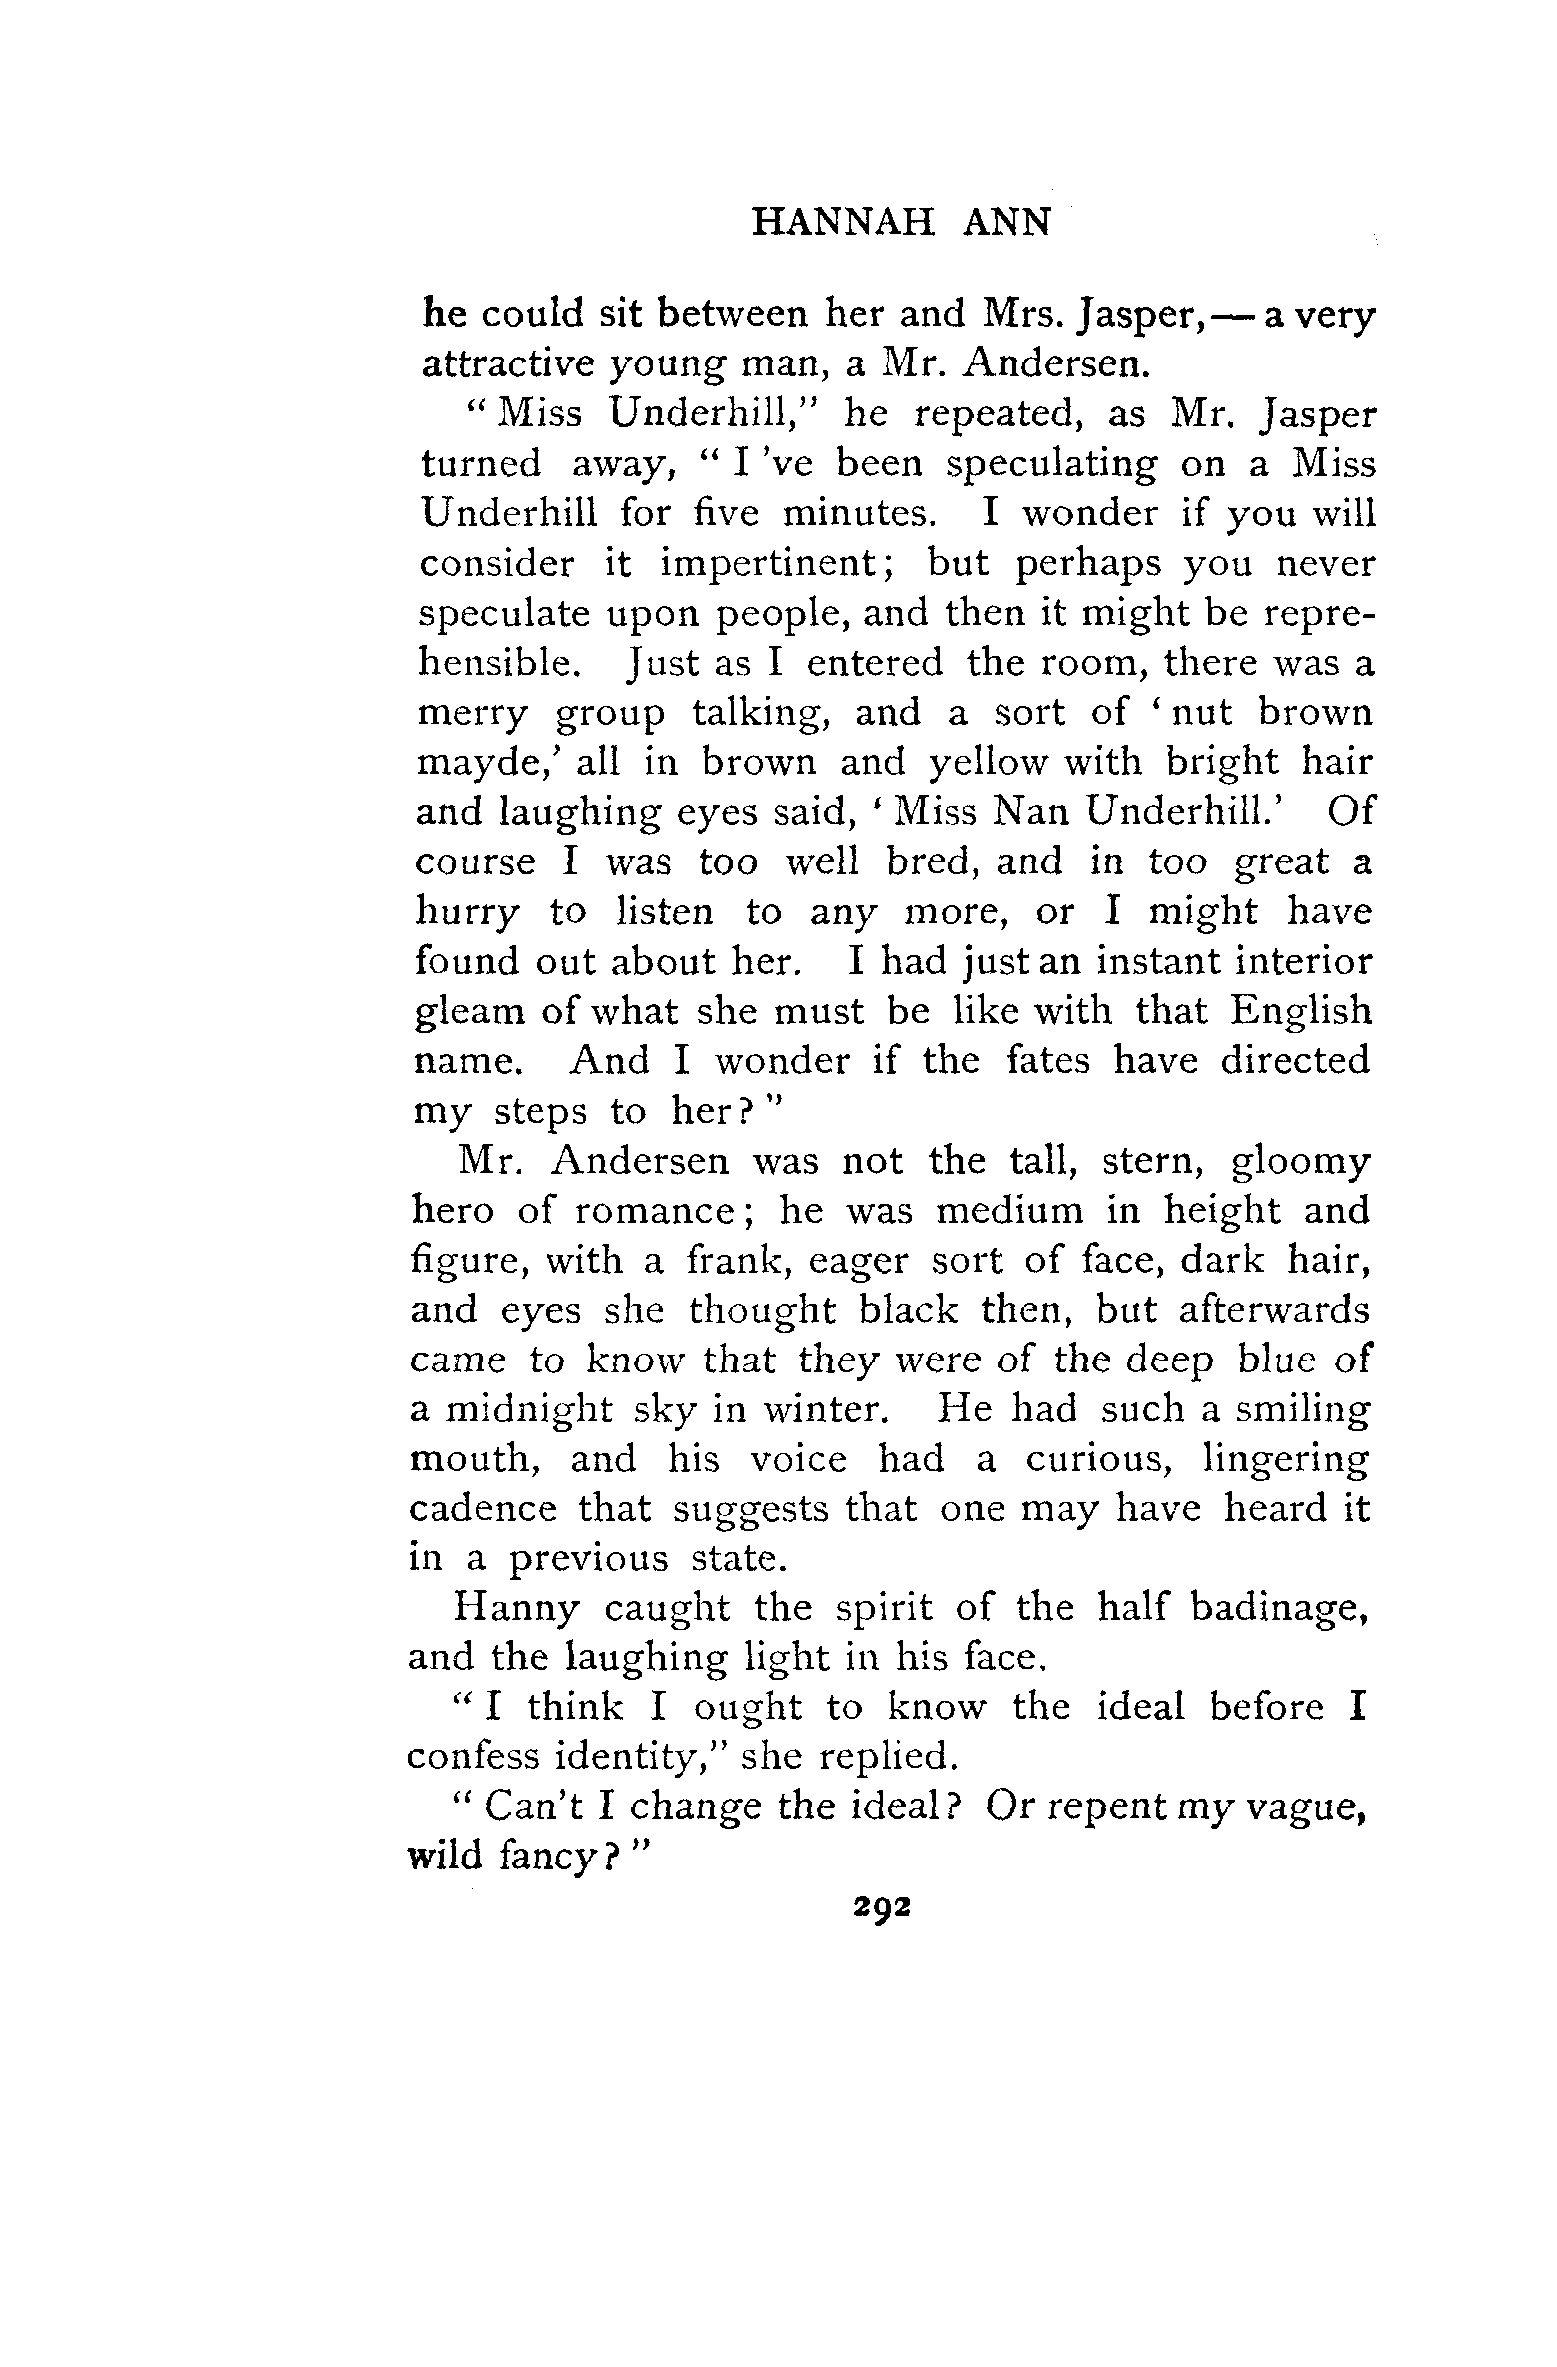 HANNAH ANN
he could sit between her and Mrs. Jasper,— a very
attractive young man, a Mr. Andersen.
“ Miss Underhill,” he repeated, as Mr. Jasper
turned away, “ I 've been speculating on a Miss
Underhill for five minutes. I wonder if you will
consider it impertinent; but perhaps you never
speculate upon people, and then it might be repre-
hensible. Just as I entered the room, there was a
merry group talking, and a sort of ‘ nut brown
mayde,’ all in brown and yellow with bright hair
and laughing eyes said, ‘ Miss Nan Underhill.’ Of
course I was too well bred, and in too great a
hurry to listen to any more, or I might have
found out about her. I had just an instant interior
gleam of what she must be like with that English
name. And I wonder if the fates have directed
my steps to her? ”
Mr. Andersen was not the tall, stern, gloomy
hero of romance; he was medium in height and
figure, with a frank, eager sort of face, dark hair,
and eyes she thought black then, but afterwards
came to know that they were of the deep blue of
a midnight sky in winter. He had such a smiling
mouth, and his voice had a curious, lingering
cadence that suggests that one may have heard it
in a previous state.
Hanny caught the spirit of the half badinage,
and the laughing light in his face.
“ I think I ought to know the ideal before I
confess identity,” she replied.
“ Can’t I change the ideal? Or repent my vague,
wild fancy? ”
292